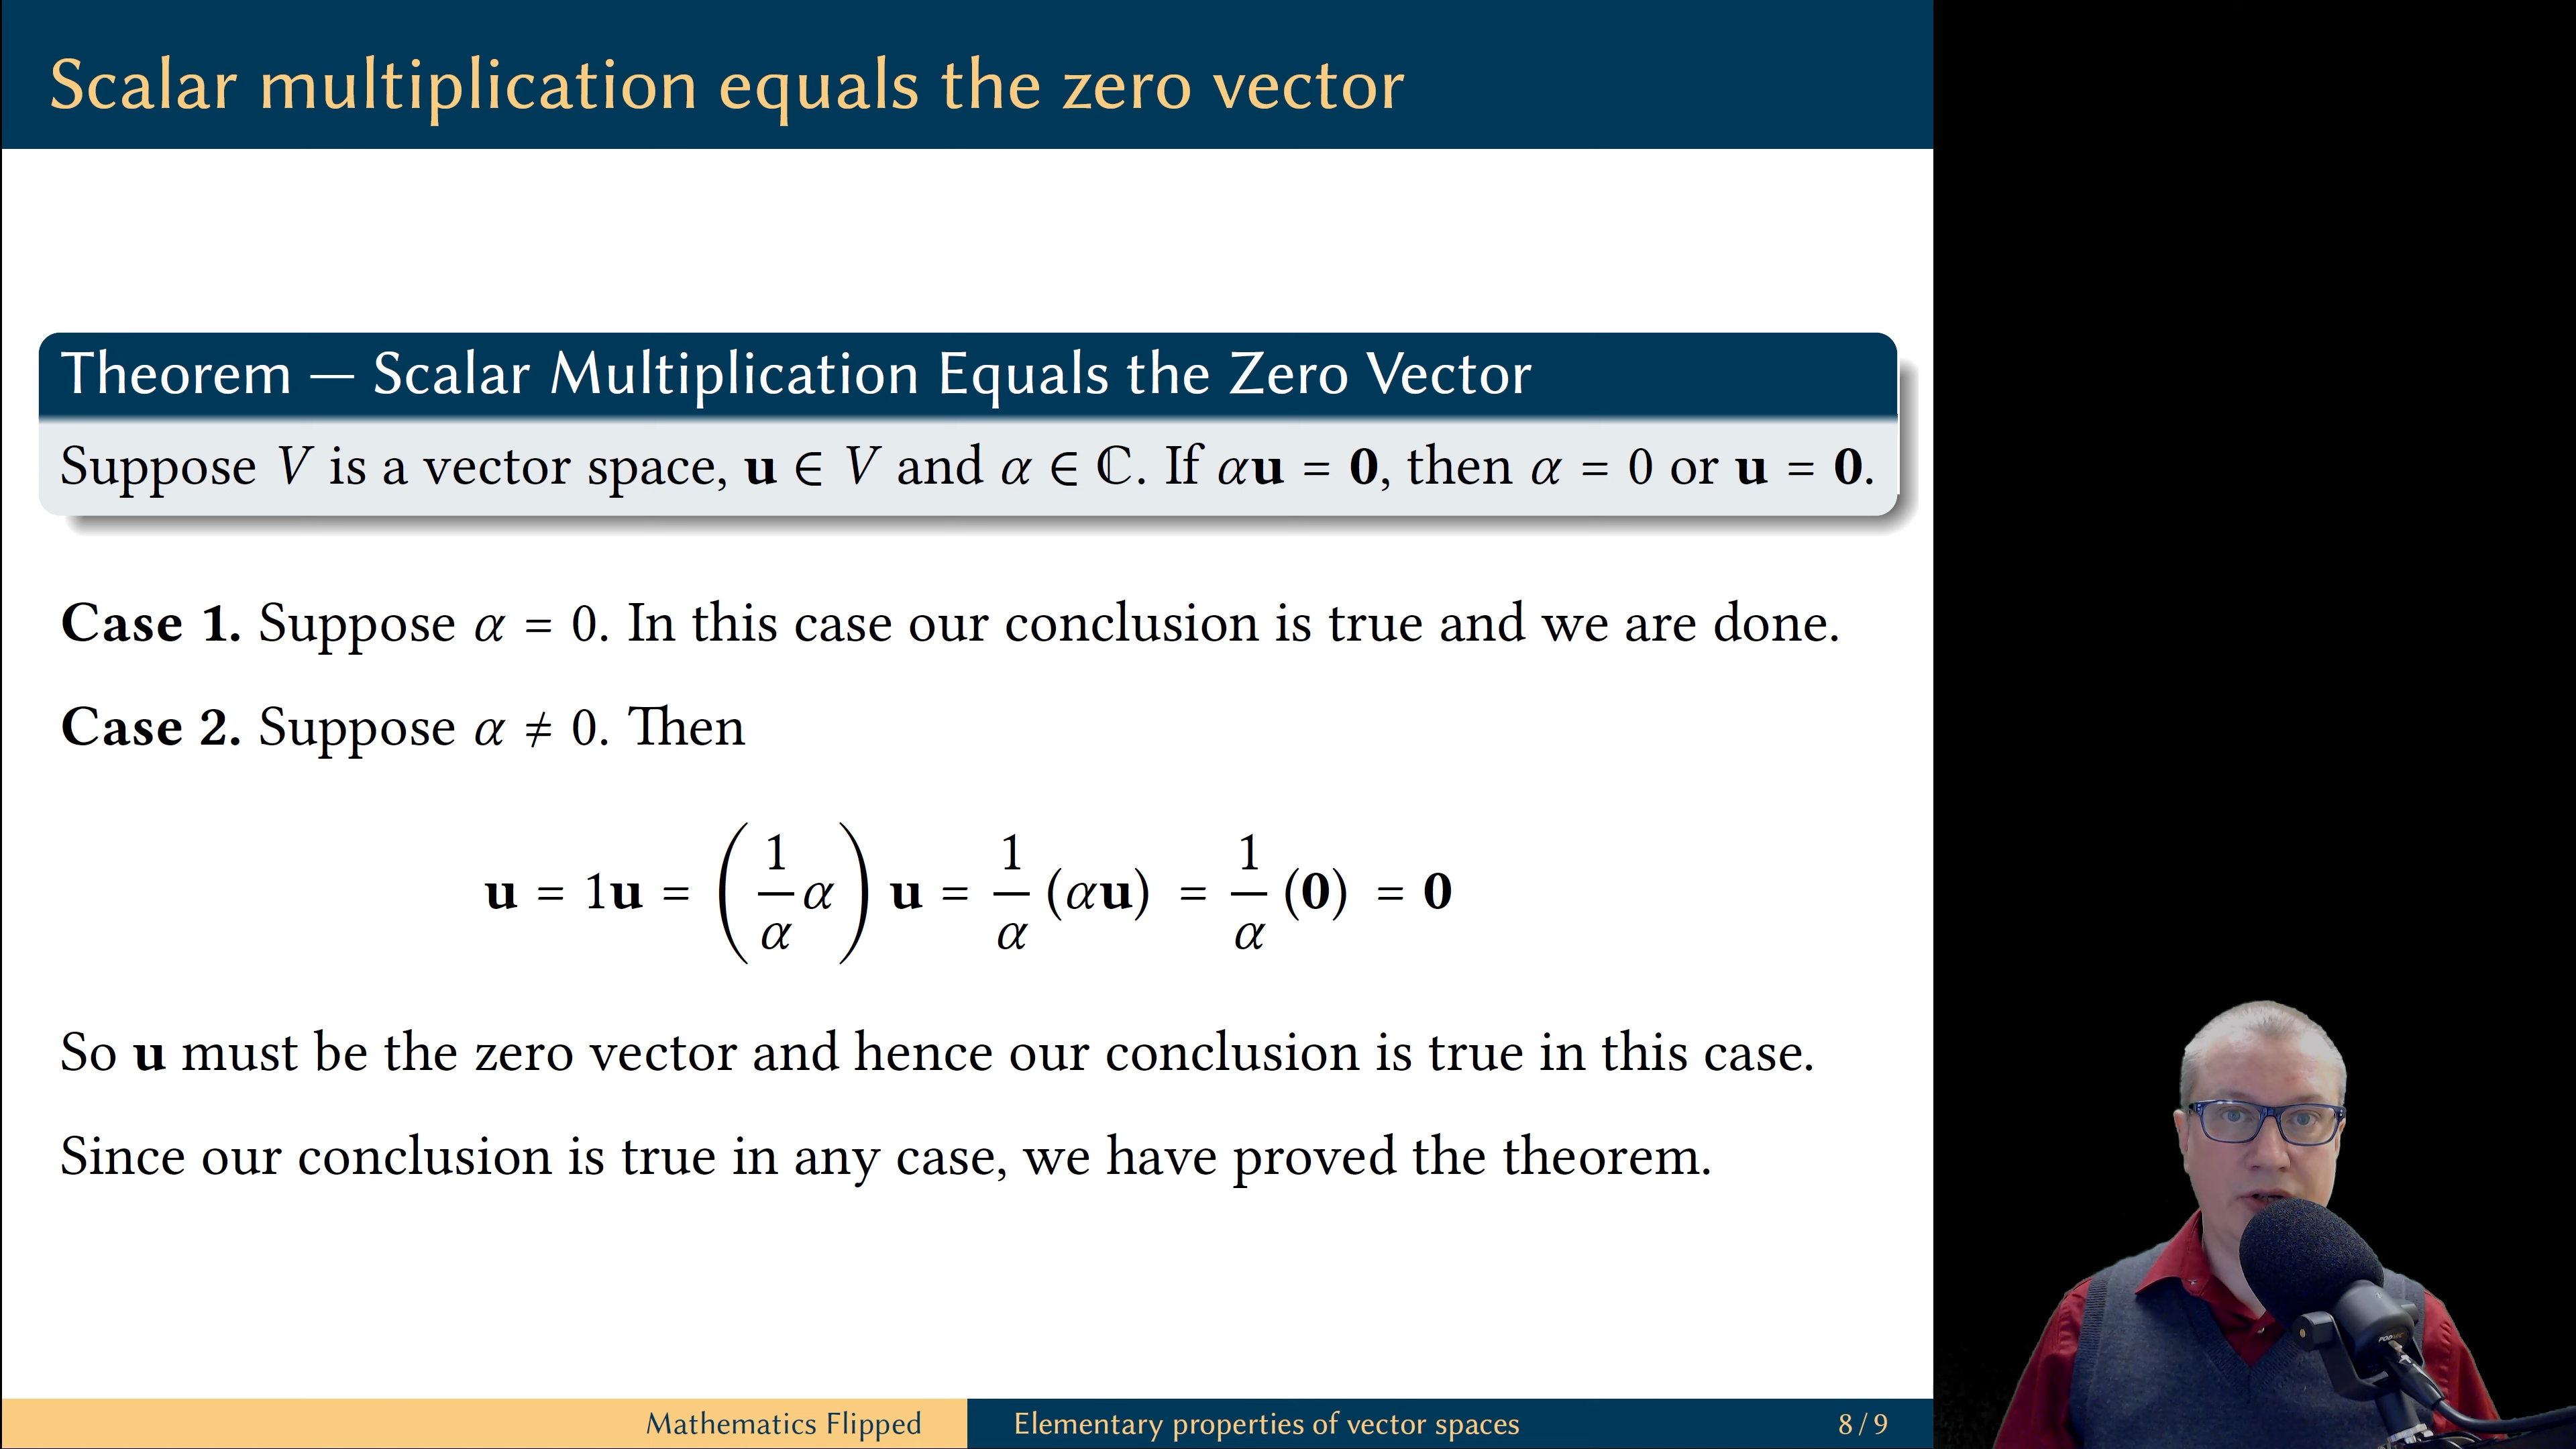 Scalar multiplication equals the zero vector
Theorem — Scalar Multiplication Equals the Zero Vector
Suppose V is a vector space, u ∈ V and α ∈ ℂ. If αu = 0, then α = 0 or u = 0.
Case 1. Suppose α = 0. In this case our conclusion is true and we are done.
Case 2. Suppose α ≠ 0. Then
u = 1u = (1/α α) u = 1/α (αu) = 1/α (0) = 0
So u must be the zero vector and hence our conclusion is true in this case.
Since our conclusion is true in any case, we have proved the theorem.
Mathematics Flipped
Elementary properties of vector spaces
8 / 9